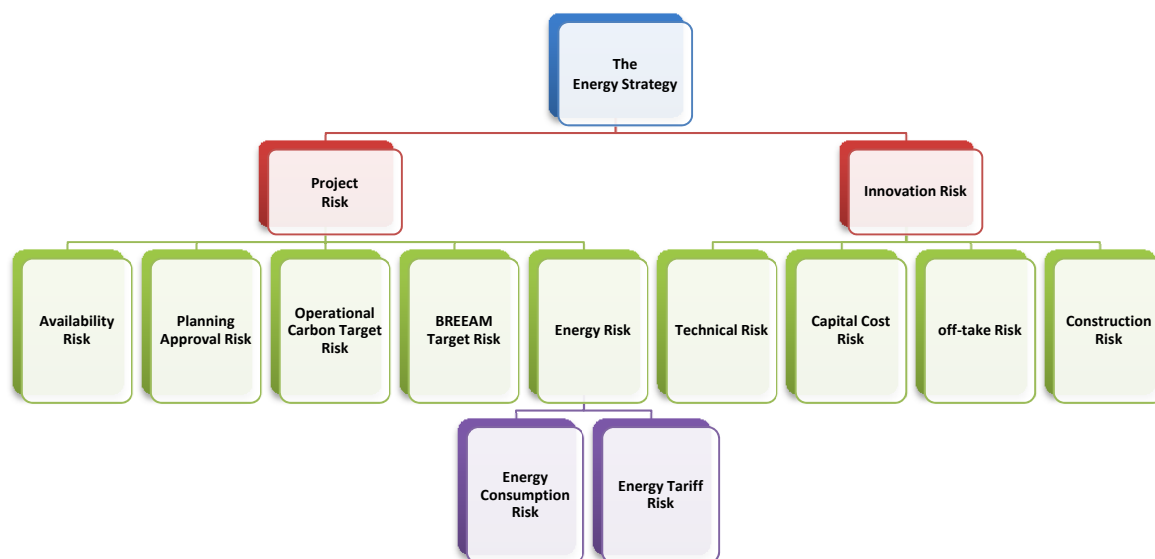 The
Energy Strategy
Project
Risk
Innovation Risk
Availability
Risk
Planning
Approval Risk
Operational
Carbon Target
Risk
BREEAM
Target Risk
Energy Risk
Technical Risk
Capital Cost
Risk
off-take Risk
Construction
Risk
Energy
Consumption
Risk
Energy Tariff
Risk